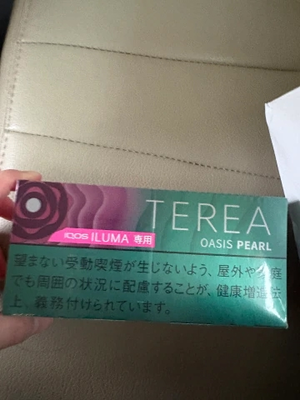 TEREA
IQOS ILUMA 専用
OASIS PEARL
望まない受動喫煙が生じないよう、屋外や家庭
でも周囲の状況に配慮することが、健康増進法
上、義務付けられています。